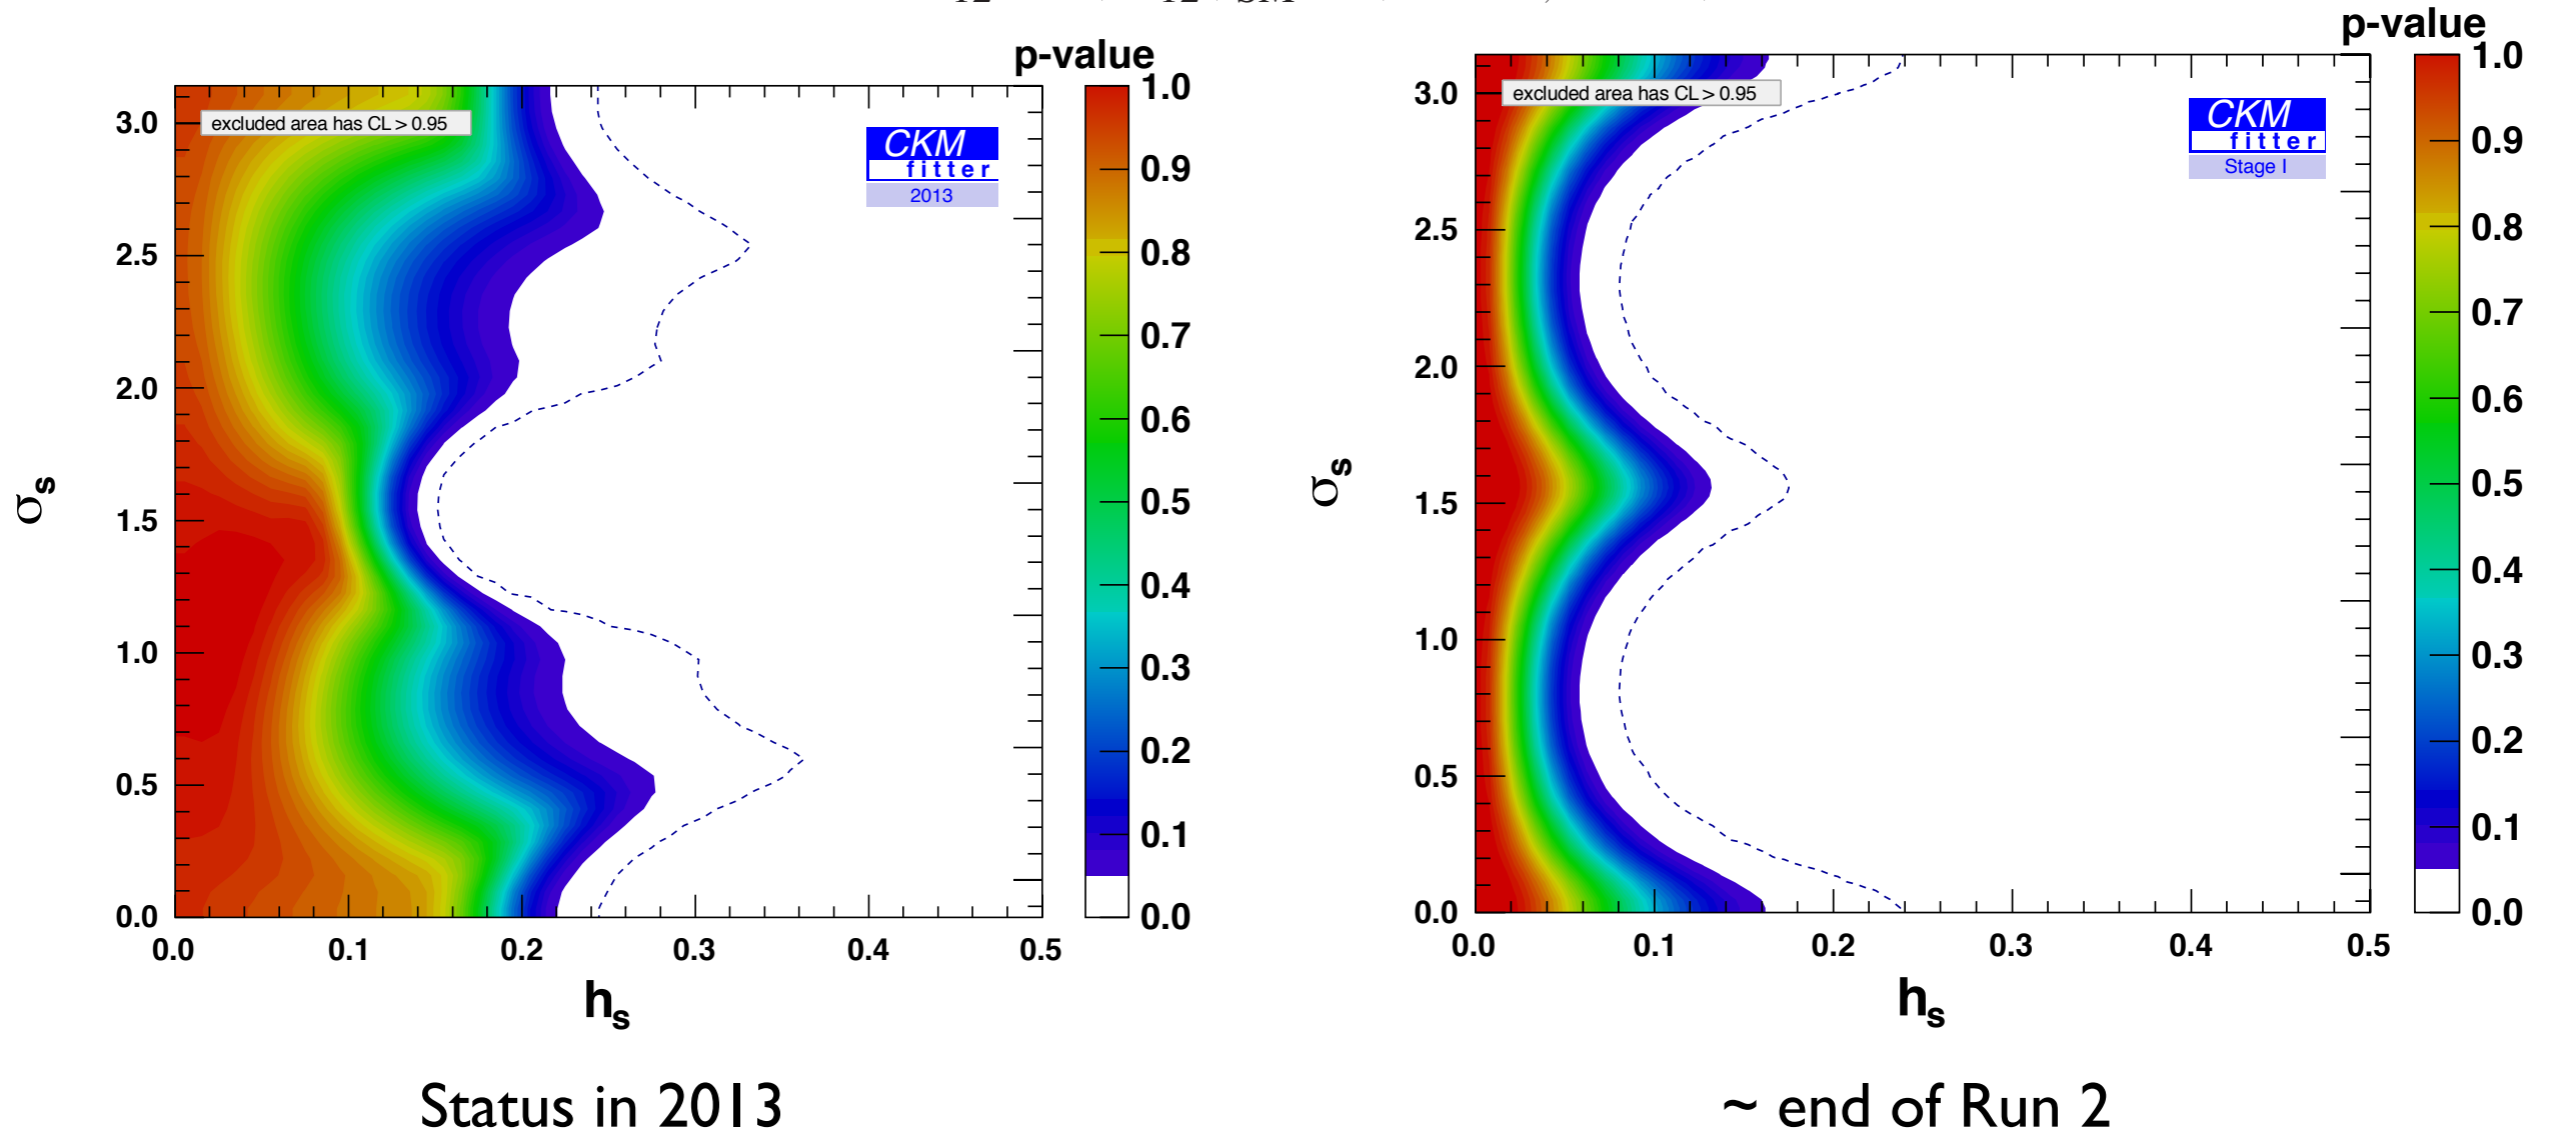 p-value
excluded area has CL > 0.95
CKM
fitter
2013
3.0
2.5
2.0
1.5
1.0
0.5
0.0
σs
0.0 0.1 0.2 0.3 0.4 0.5
hs
1.0
0.9
0.8
0.7
0.6
0.5
0.4
0.3
0.2
0.1
0.0
Status in 2013
p-value
excluded area has CL > 0.95
CKM
fitter
Stage I
3.0
2.5
2.0
1.5
1.0
0.5
0.0
σs
0.0 0.1 0.2 0.3 0.4 0.5
hs
1.0
0.9
0.8
0.7
0.6
0.5
0.4
0.3
0.2
0.1
0.0
~ end of Run 2